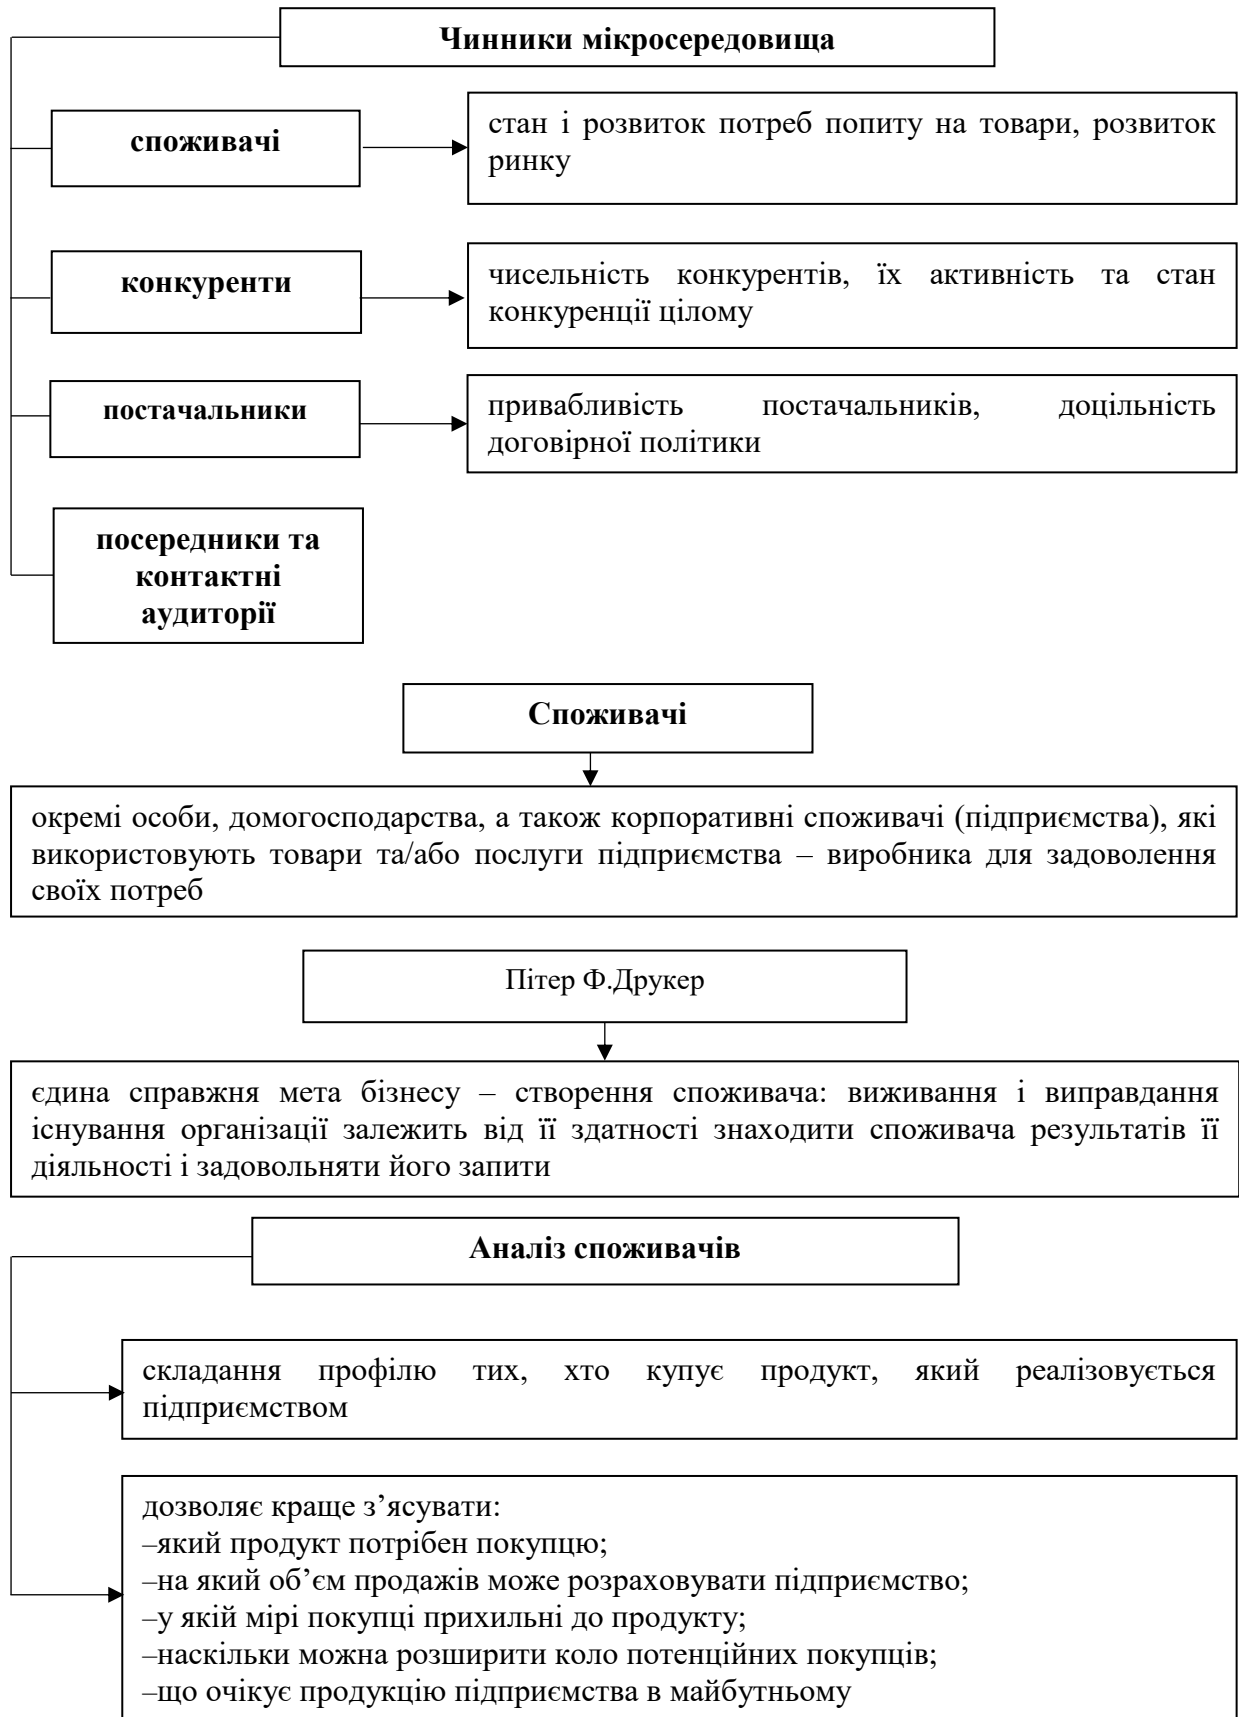 Чинники мікросередовища
споживачі
стан і розвиток потреб попиту на товари, розвиток
ринку
конкуренти
чисельність конкурентів, їх активність та стан
конкуренції цілому
постачальники
привабливість постачальників, доцільність
договірної політики
посередники та
контактні
аудиторії
Споживачі
окремі особи, домогосподарства, а також корпоративні споживачі (підприємства), які
використовують товари та/або послуги підприємства – виробника для задоволення
своїх потреб
Пітер Ф.Друкер
єдина справжня мета бізнесу – створення споживача: виживання і виправдання
існування організації залежить від її здатності знаходити споживача результатів її
діяльності і задовольняти його запити
Аналіз споживачів
складання профілю тих, хто купує продукт, який реалізовується
підприємством
дозволяє краще з’ясувати:
–який продукт потрібен покупцю;
–на який об’єм продажів може розраховувати підприємство;
–у якій мірі покупці прихильні до продукту;
–наскільки можна розширити коло потенційних покупців;
–що очікує продукцію підприємства в майбутньому